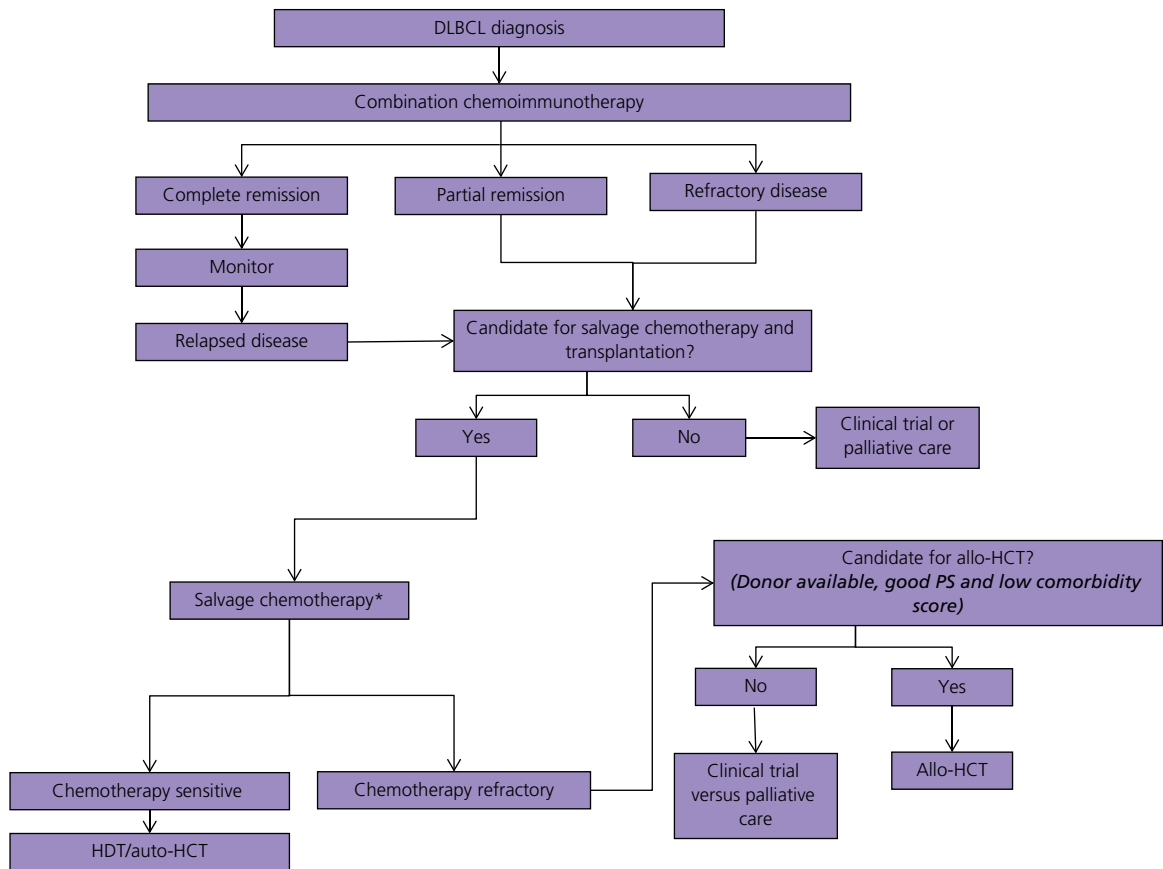 DLBCL diagnosis
Combination chemoimmunotherapy
Complete remission
Partial remission
Refractory disease
Monitor
Relapsed disease
Candidate for salvage chemotherapy and
transplantation?
Yes
No
Clinical trial or
palliative care
Salvage chemotherapy*
Candidate for allo-HCT?
(Donor available, good PS and low comorbidity
score)
No
Yes
Chemotherapy sensitive
Chemotherapy refractory
Clinical trial
versus palliative
care
Allo-HCT
HDT/auto-HCT